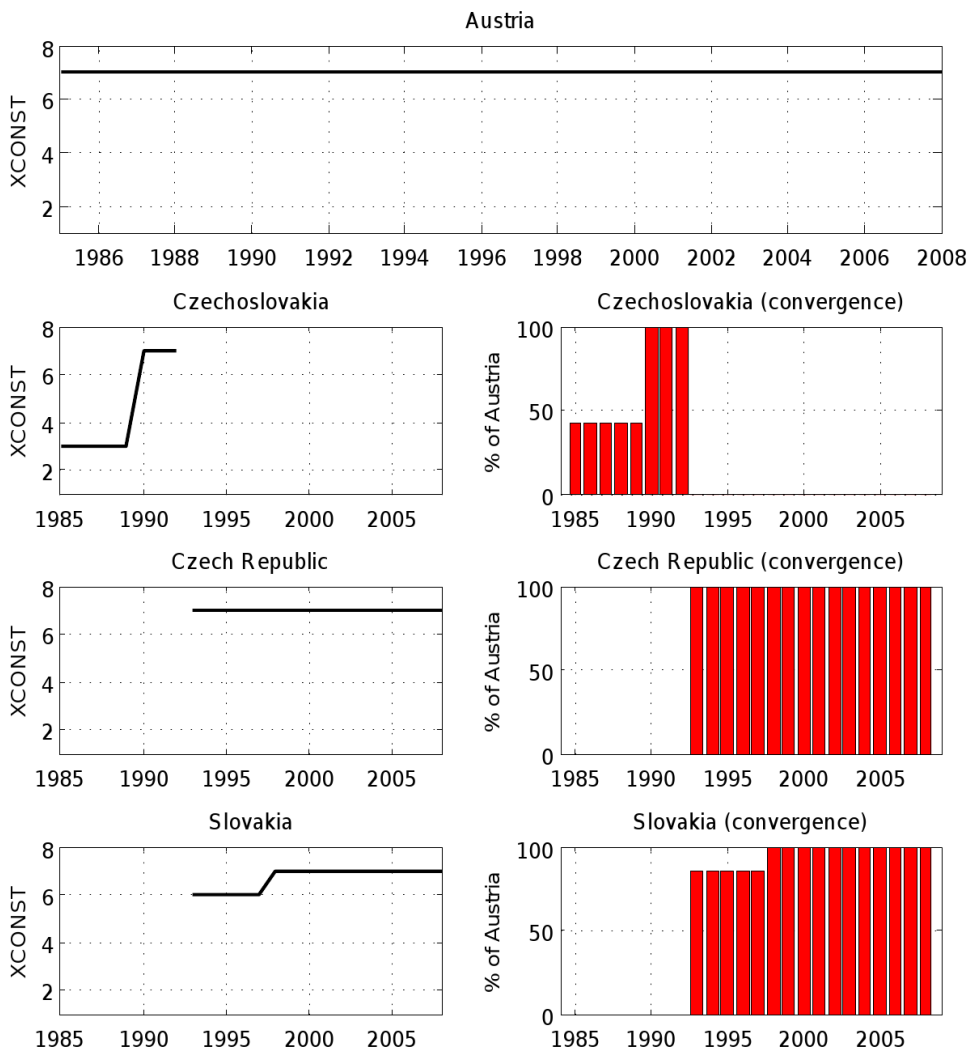 Austria
8
6
4
2
XCONST
1986 1988 1990 1992 1994 1996 1998 2000 2002 2004 2006 2008
Czechoslovakia
8
6
4
2
XCONST
1985 1990 1995 2000 2005
Czechoslovakia (convergence)
100
50
0
% of Austria
1985 1990 1995 2000 2005
Czech Republic
8
6
4
2
XCONST
1985 1990 1995 2000 2005
Czech Republic (convergence)
100
50
0
% of Austria
1985 1990 1995 2000 2005
Slovakia
8
6
4
2
XCONST
1985 1990 1995 2000 2005
Slovakia (convergence)
100
50
0
% of Austria
1985 1990 1995 2000 2005